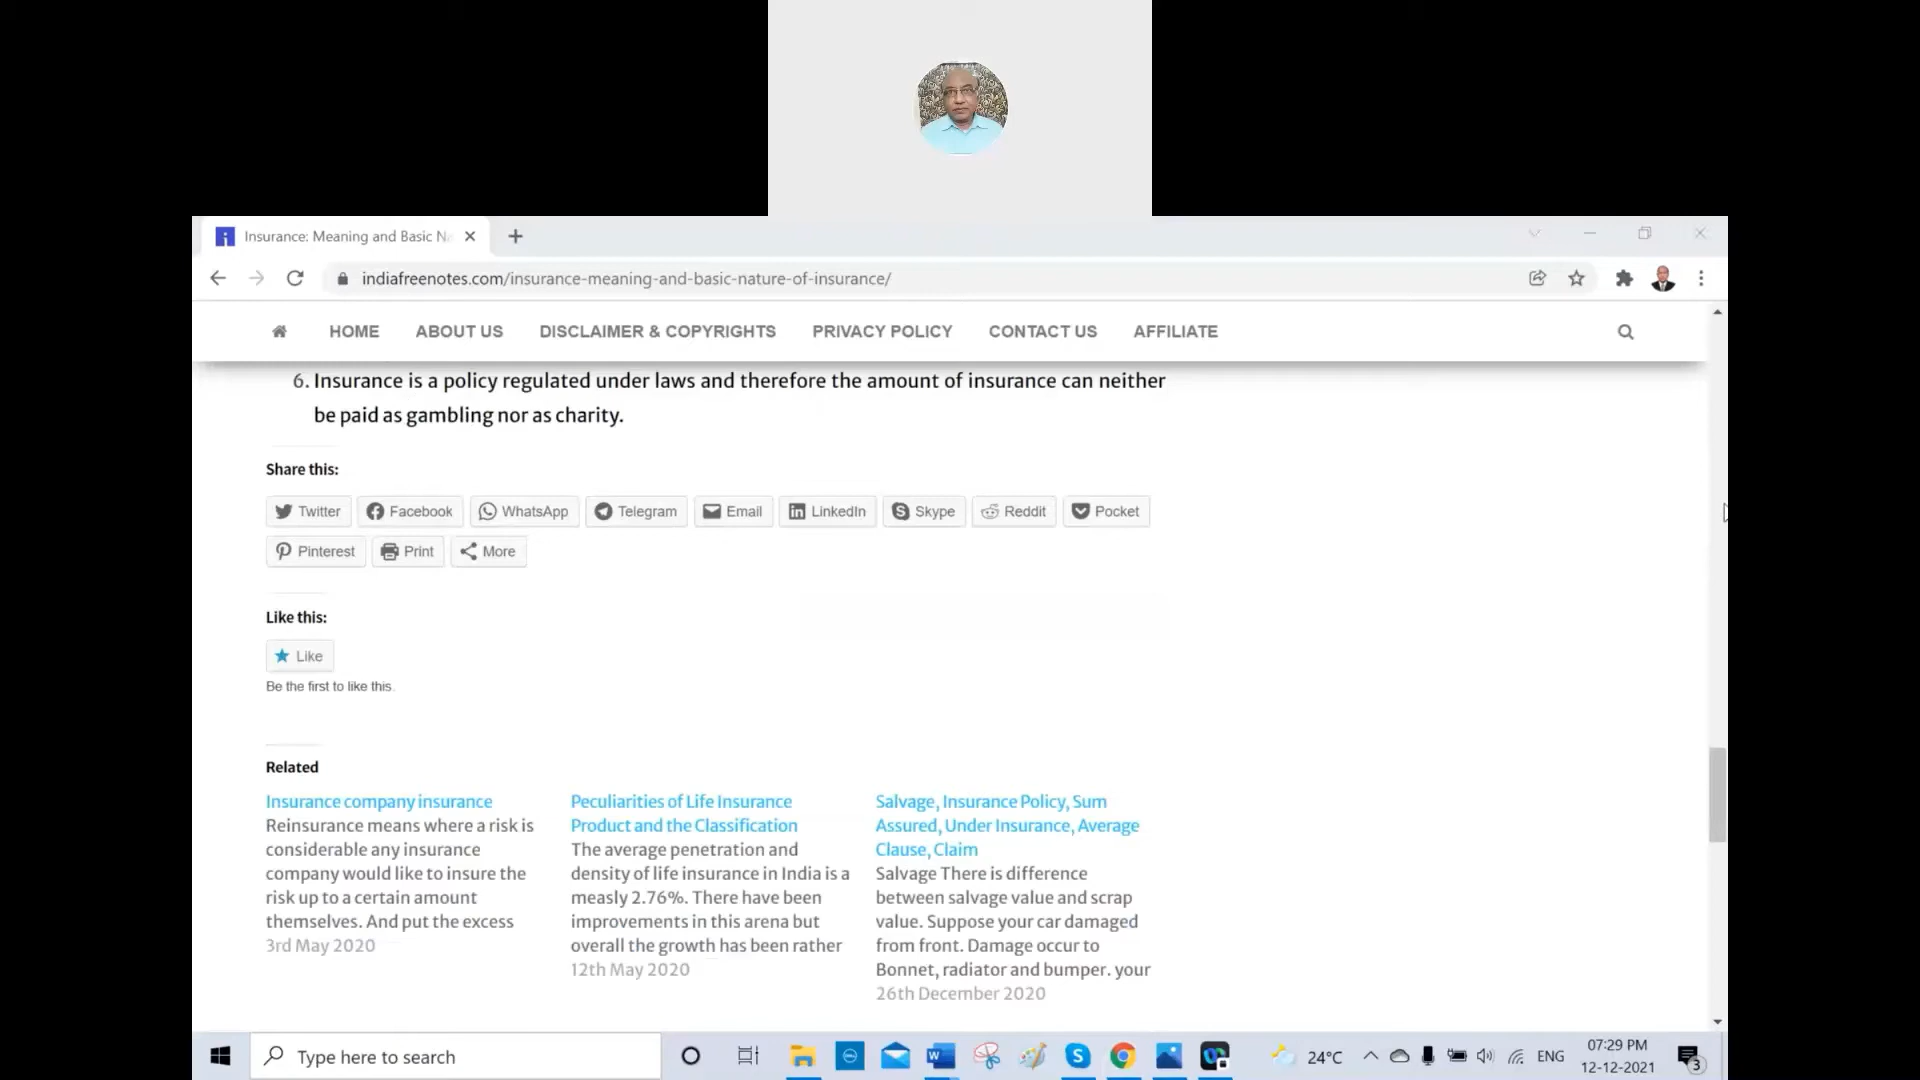 Insurance: Meaning and Basic Na
indiafreenotes.com/insurance-meaning-and-basic-nature-of-insurance/
HOME ABOUT US DISCLAIMER & COPYRIGHTS PRIVACY POLICY CONTACT US AFFILIATE
6. Insurance is a policy regulated under laws and therefore the amount of insurance can neither
be paid as gambling nor as charity.
Share this:
Twitter Facebook WhatsApp Telegram Email LinkedIn Skype Reddit Pocket
Pinterest Print More
Like this:
Like
Be the first to like this.
Related
Insurance company insurance
Reinsurance means where a risk is
considerable any insurance
company would like to insure the
risk up to a certain amount
themselves. And put the excess
3rd May 2020
Peculiarities of Life Insurance
Product and the Classification
The average penetration and
density of life insurance in India is a
measly 2.76%. There have been
improvements in this arena but
overall the growth has been rather
12th May 2020
Salvage, Insurance Policy, Sum
Assured, Under Insurance, Average
Clause, Claim
Salvage There is difference
between salvage value and scrap
value. Suppose your car damaged
from front. Damage occur to
Bonnet, radiator and bumper. your
26th December 2020
Type here to search
24°C
ENG
07:29 PM
12-12-2021
3